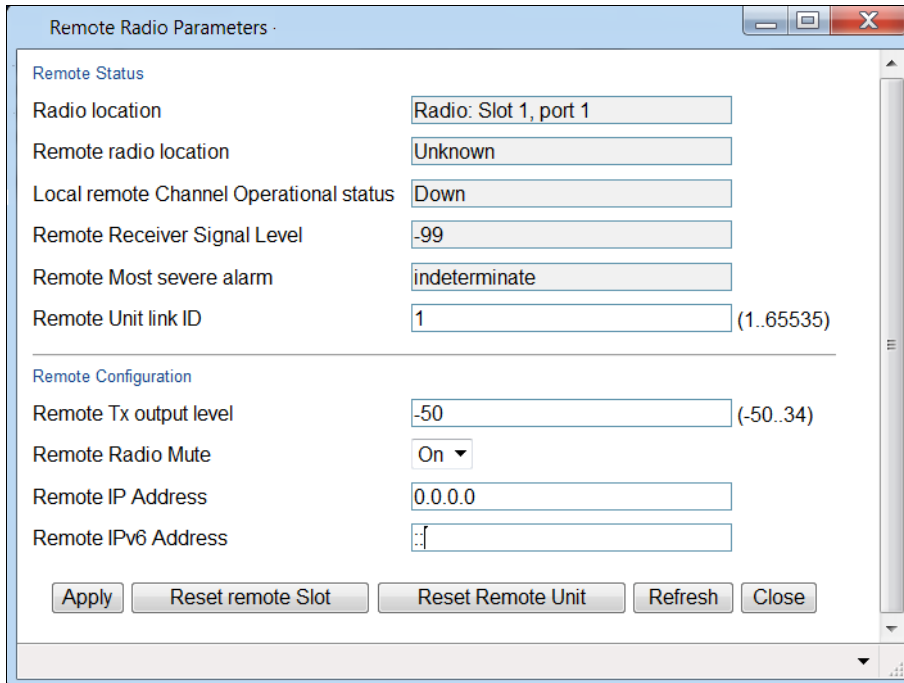 Remote Radio Parameters ·
Remote Status
Radio location Radio: Slot 1, port 1
Remote radio location Unknown
Local remote Channel Operational status Down
Remote Receiver Signal Level -99
Remote Most severe alarm indeterminate
Remote Unit link ID 1 (1..65535)
Remote Configuration
Remote Tx output level -50 (-50..34)
Remote Radio Mute On
Remote IP Address 0.0.0.0
Remote IPv6 Address ::
Apply Reset remote Slot Reset Remote Unit Refresh Close